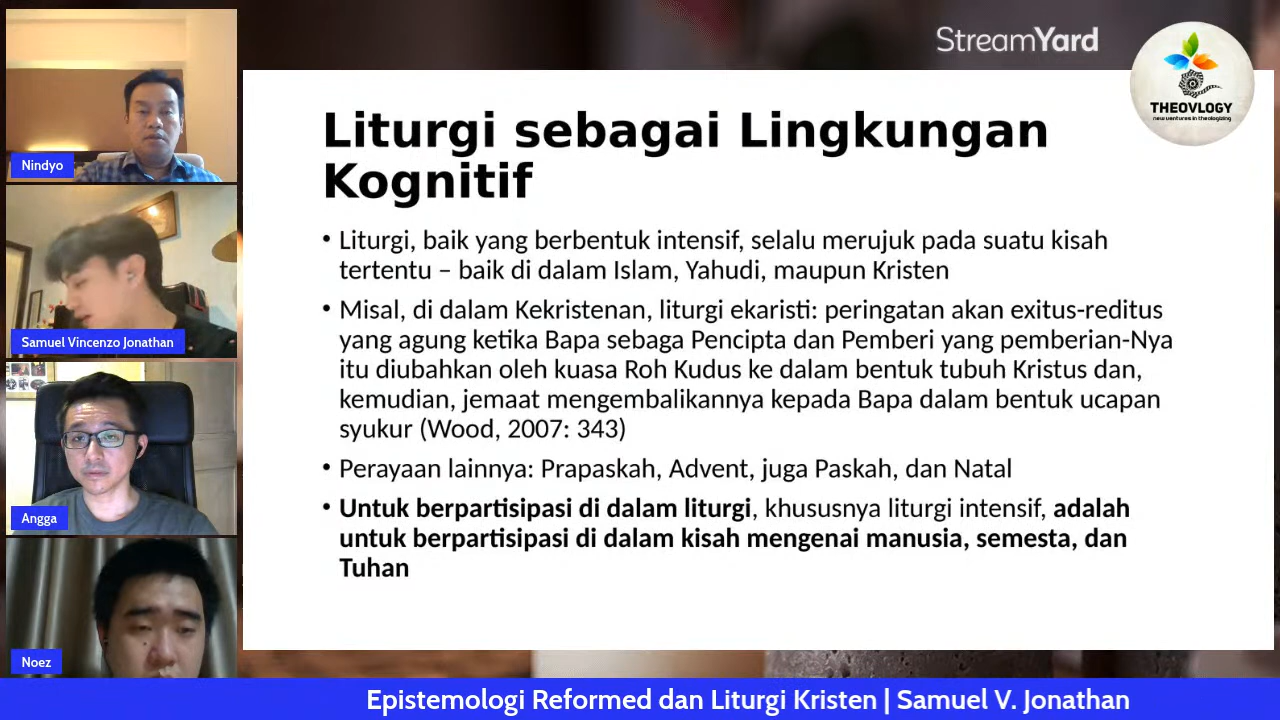 StreamYard
THEOVLOGY
new ventures in theologizing
Liturgi sebagai Lingkungan
Kognitif
• Liturgi, baik yang berbentuk intensif, selalu merujuk pada suatu kisah
tertentu – baik di dalam Islam, Yahudi, maupun Kristen
• Misal, di dalam Kekristenan, liturgi ekaristi: peringatan akan exitus-reditus
yang agung ketika Bapa sebaga Pencipta dan Pemberi yang pemberian-Nya
itu diubahkan oleh kuasa Roh Kudus ke dalam bentuk tubuh Kristus dan,
kemudian, jemaat mengembalikannya kepada Bapa dalam bentuk ucapan
syukur (Wood, 2007: 343)
• Perayaan lainnya: Prapaskah, Advent, juga Paskah, dan Natal
• Untuk berpartisipasi di dalam liturgi, khususnya liturgi intensif, adalah
untuk berpartisipasi di dalam kisah mengenai manusia, semesta, dan
Tuhan
Nindyo
Samuel Vincenzo Jonathan
Angga
Noez
Epistemologi Reformed dan Liturgi Kristen | Samuel V. Jonathan